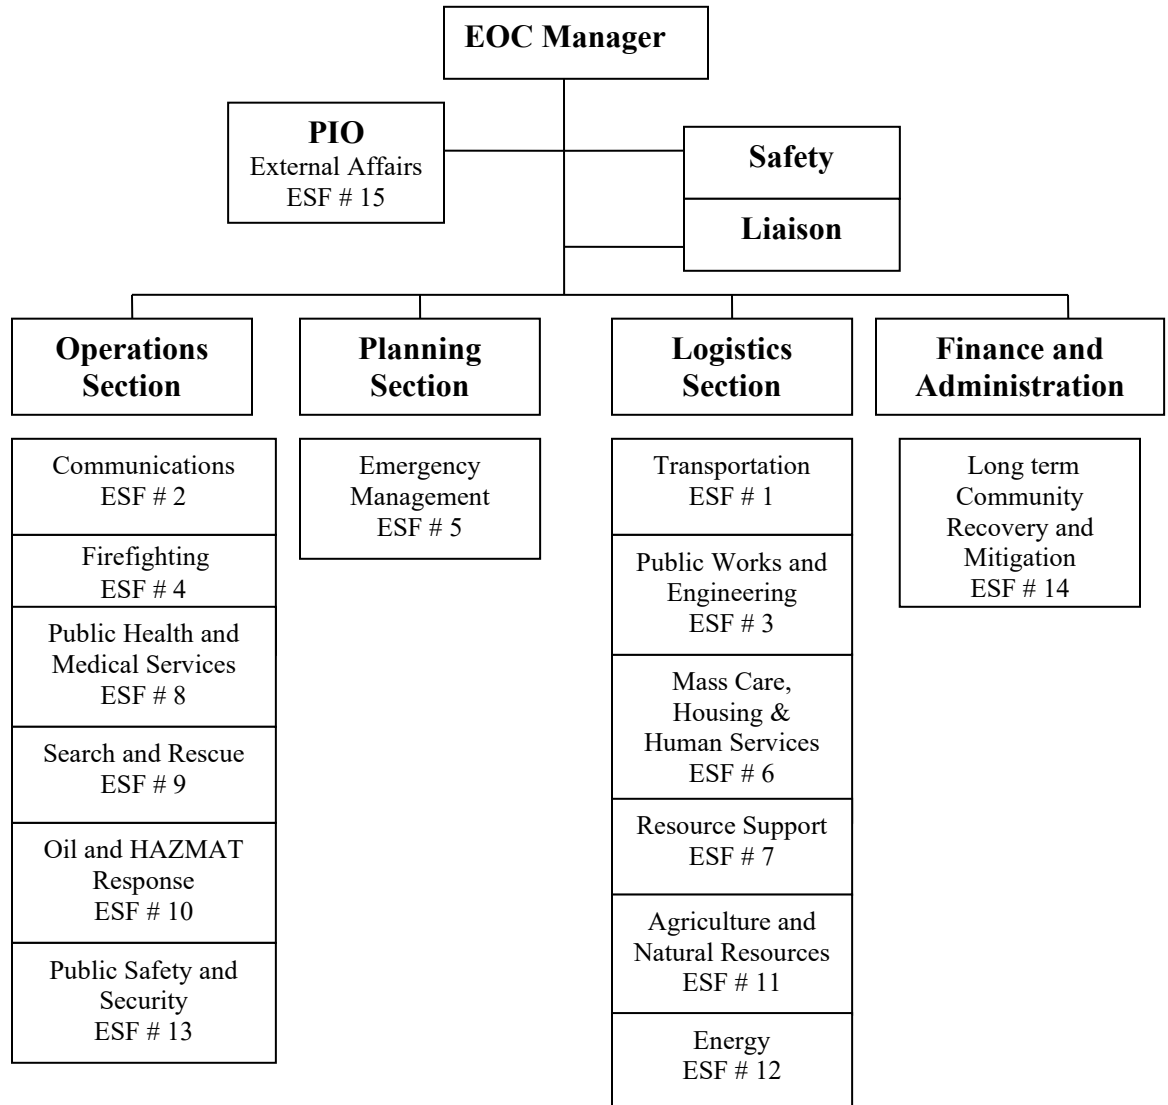 EOC Manager
PIO
External Affairs
ESF # 15
Safety
Liaison
Operations
Section
Planning
Section
Logistics
Section
Finance and
Administration
Communications
ESF # 2
Firefighting
ESF # 4
Public Health and
Medical Services
ESF # 8
Search and Rescue
ESF # 9
Oil and HAZMAT
Response
ESF # 10
Public Safety and
Security
ESF # 13
Emergency
Management
ESF # 5
Transportation
ESF # 1
Public Works and
Engineering
ESF # 3
Mass Care,
Housing &
Human Services
ESF # 6
Resource Support
ESF # 7
Agriculture and
Natural Resources
ESF # 11
Energy
ESF # 12
Long term
Community
Recovery and
Mitigation
ESF # 14